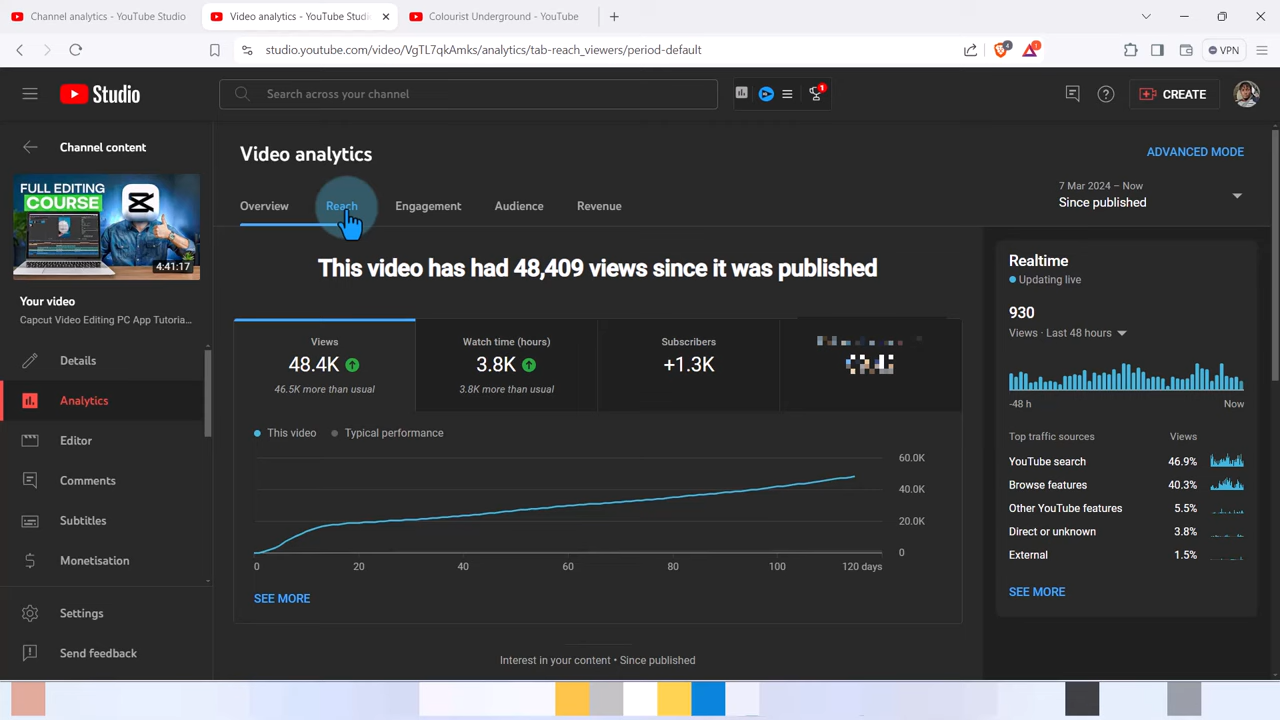 Channel analytics - YouTube Studio
Video analytics - YouTube Studi
Colourist Underground - YouTube
studio.youtube.com/video/VgTL7qkAmks/analytics/tab-reach_viewers/period-default
4
1
VPN
Studio
Search across your channel
1
CREATE
Channel content
FULL EDITING
COURSE
4:41:17
Your video
Capcut Video Editing PC App Tutoria...
Details
Analytics
Editor
Comments
Subtitles
Monetisation
Settings
Send feedback
Video analytics
ADVANCED MODE
Overview
Reach
Engagement
Audience
Revenue
7 Mar 2024 – Now
Since published
This video has had 48,409 views since it was published
Views
48.4K
46.5K more than usual
Watch time (hours)
3.8K
3.8K more than usual
Subscribers
+1.3K
This video
Typical performance
60.0K
40.0K
20.0K
0
0
20
40
60
80
100
120 days
SEE MORE
Interest in your content • Since published
Realtime
Updating live
930
Views · Last 48 hours
-48 h
Now
Top traffic sources
Views
YouTube search
46.9%
Browse features
40.3%
Other YouTube features
5.5%
Direct or unknown
3.8%
External
1.5%
SEE MORE